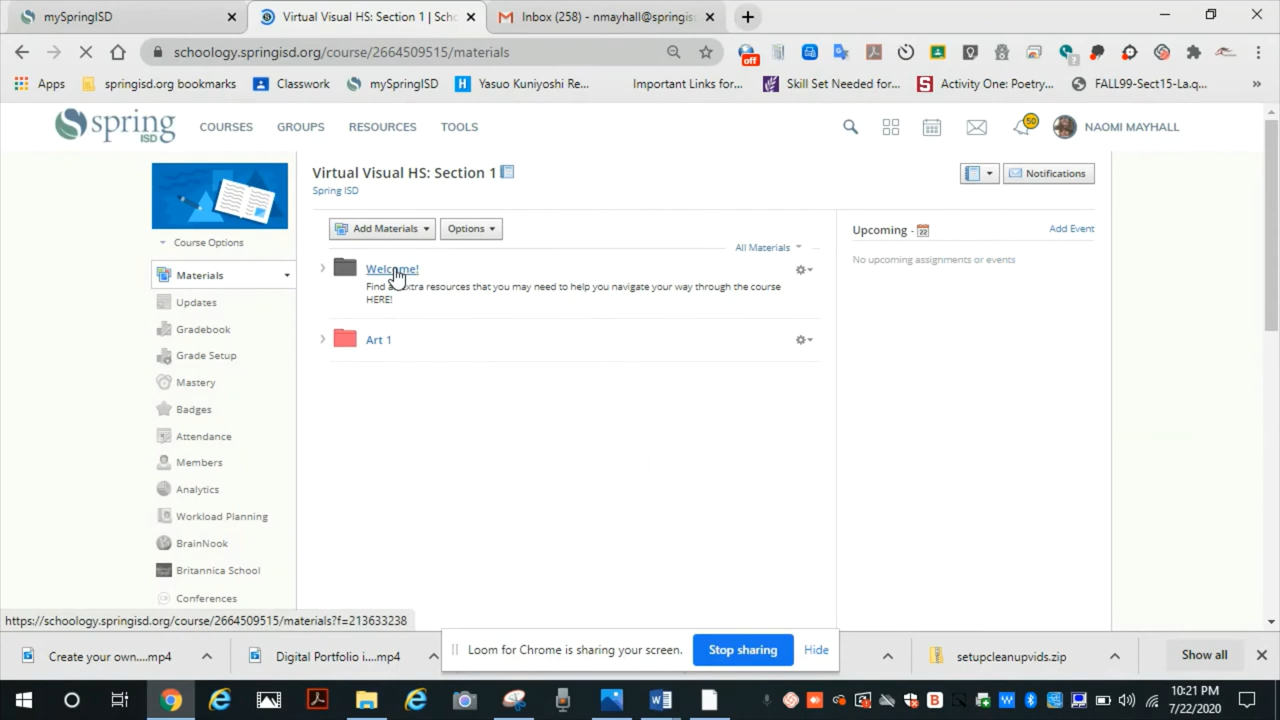 mySpringISD
Virtual Visual HS: Section 1 | Scho
Inbox (258) - nmayhall@springis
schoology.springisd.org/course/2664509515/materials
off
Apps springisd.org bookmarks Classwork mySpringISD Yasuo Kuniyoshi Re... Important Links for... Skill Set Needed for... Activity One: Poetry... FALL99-Sect15-La.q... »
spring ISD
COURSES GROUPS RESOURCES TOOLS
50
NAOMI MAYHALL
Virtual Visual HS: Section 1
Spring ISD
Notifications
Course Options
Add Materials
Options
All Materials
Upcoming - 22
Add Event
No upcoming assignments or events
Materials
Updates
Gradebook
Grade Setup
Mastery
Badges
Attendance
Members
Analytics
Workload Planning
BrainNook
Britannica School
Conferences
Welcome!
Find extra resources that you may need to help you navigate your way through the course
HERE!
Art 1
https://schoology.springisd.org/course/2664509515/materials?f=213633238
Create your own....mp4
Digital Portfolio i....mp4
Loom for Chrome is sharing your screen.
Stop sharing
Hide
setupcleanupvids.zip
Show all
10:21 PM
7/22/2020